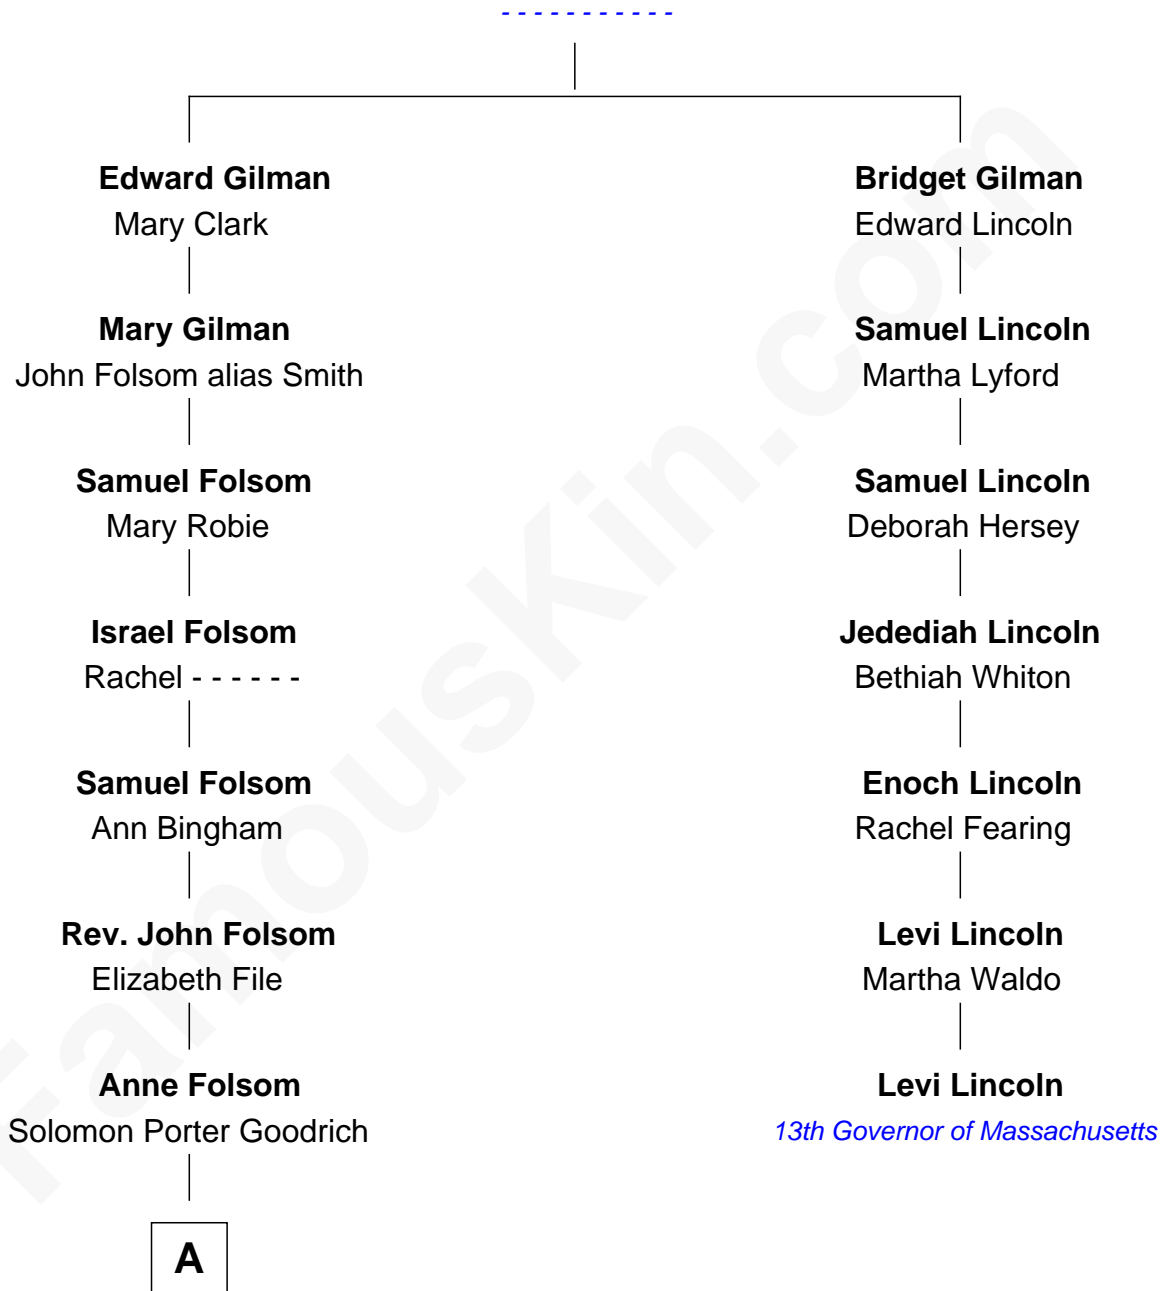 - - - - - - - - - - -
Edward Gilman
Mary Clark
Bridget Gilman
Edward Lincoln
Mary Gilman
John Folsom alias Smith
Samuel Lincoln
Martha Lyford
Samuel Folsom
Mary Robie
Samuel Lincoln
Deborah Hersey
Israel Folsom
Rachel - - - - - -
Jedediah Lincoln
Bethiah Whiton
Samuel Folsom
Ann Bingham
Enoch Lincoln
Rachel Fearing
Rev. John Folsom
Elizabeth File
Levi Lincoln
Martha Waldo
Anne Folsom
Solomon Porter Goodrich
Levi Lincoln
13th Governor of Massachusetts
A
FamousKin.com